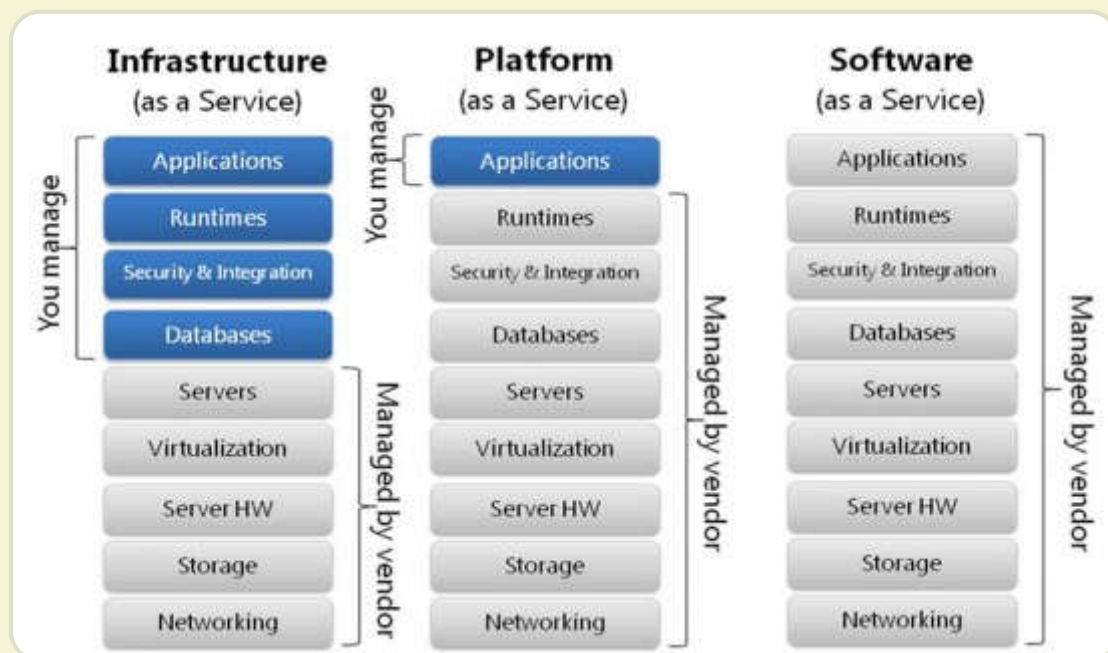 Infrastructure
(as a Service)
You manage
Applications
Runtimes
Security & Integration
Databases
Servers
Virtualization
Server HW
Storage
Networking
Managed by vendor
Platform
(as a Service)
You manage
Applications
Runtimes
Security & Integration
Databases
Servers
Virtualization
Server HW
Storage
Networking
Managed by vendor
Software
(as a Service)
Applications
Runtimes
Security & Integration
Databases
Servers
Virtualization
Server HW
Storage
Networking
Managed by vendor